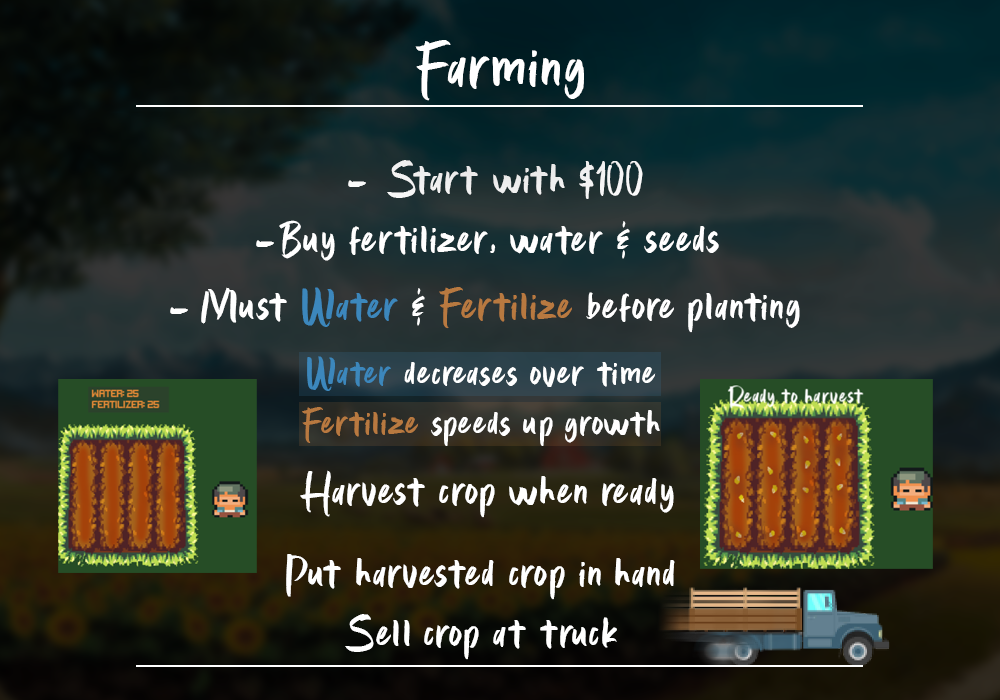 Farming
- Start with $100
-Buy fertilizer, water & seeds
- Must Water & Fertilize before planting
Water decreases over time
Fertilize speeds up growth
WATER: 25
FERTILIZER: 25
Ready to harvest
Harvest crop when ready
Put harvested crop in hand
Sell crop at truck